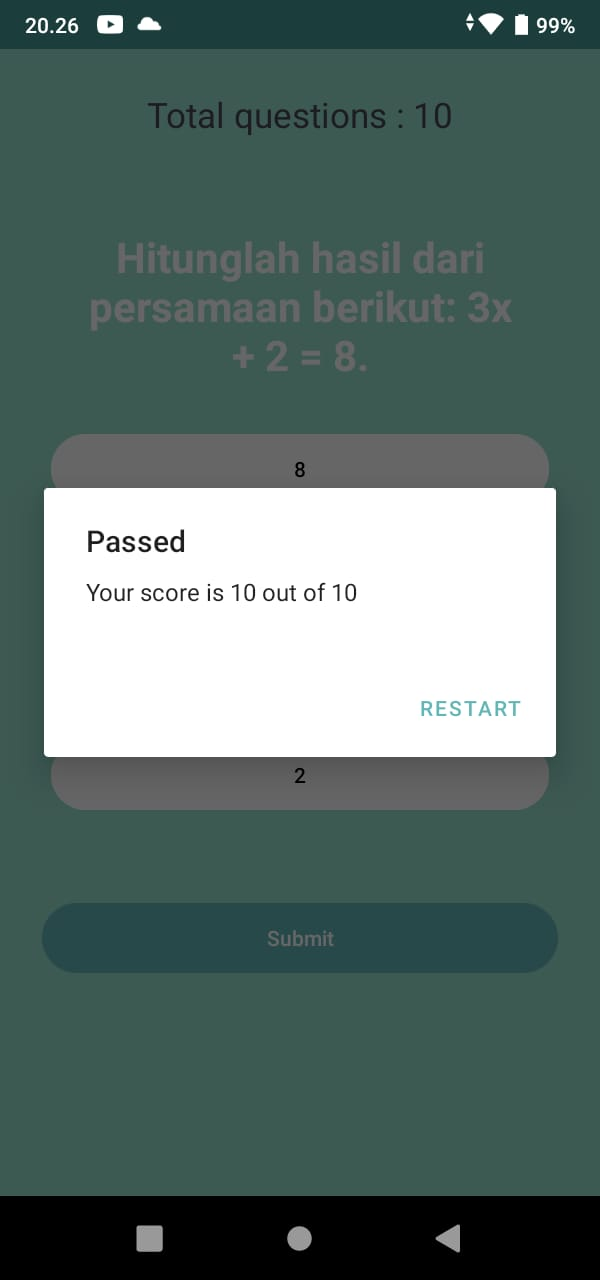 20.26
99%
Total questions : 10
Hitunglah hasil dari
persamaan berikut: 3x
+ 2 = 8.
8
Passed
Your score is 10 out of 10
RESTART
2
Submit